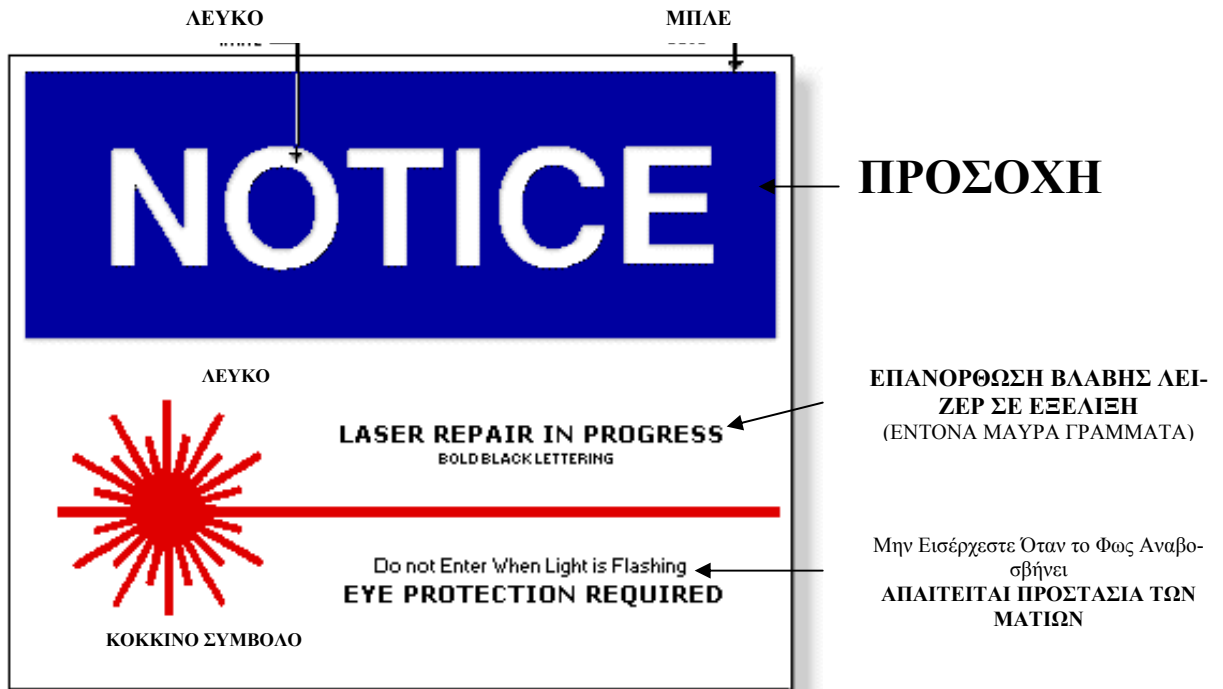 ΛΕΥΚΟ
ΜΠΛΕ
NOTICE
ΠΡΟΣΟΧΗ
ΛΕΥΚΟ
LASER REPAIR IN PROGRESS
BOLD BLACK LETTERING
ΕΠΑΝΟΡΘΩΣΗ ΒΛΑΒΗΣ ΛΕΙ-
ΖΕΡ ΣΕ ΕΞΕΛΙΞΗ
(ΕΝΤΟΝΑ ΜΑΥΡΑ ΓΡΑΜΜΑΤΑ)
Do not Enter When Light is Flashing
EYE PROTECTION REQUIRED
Μην Εισέρχεστε Όταν το Φως Αναβο-
σβήνει
ΑΠΑΙΤΕΙΤΑΙ ΠΡΟΣΤΑΣΙΑ ΤΩΝ
ΜΑΤΙΩΝ
ΚΟΚΚΙΝΟ ΣΥΜΒΟΛΟ